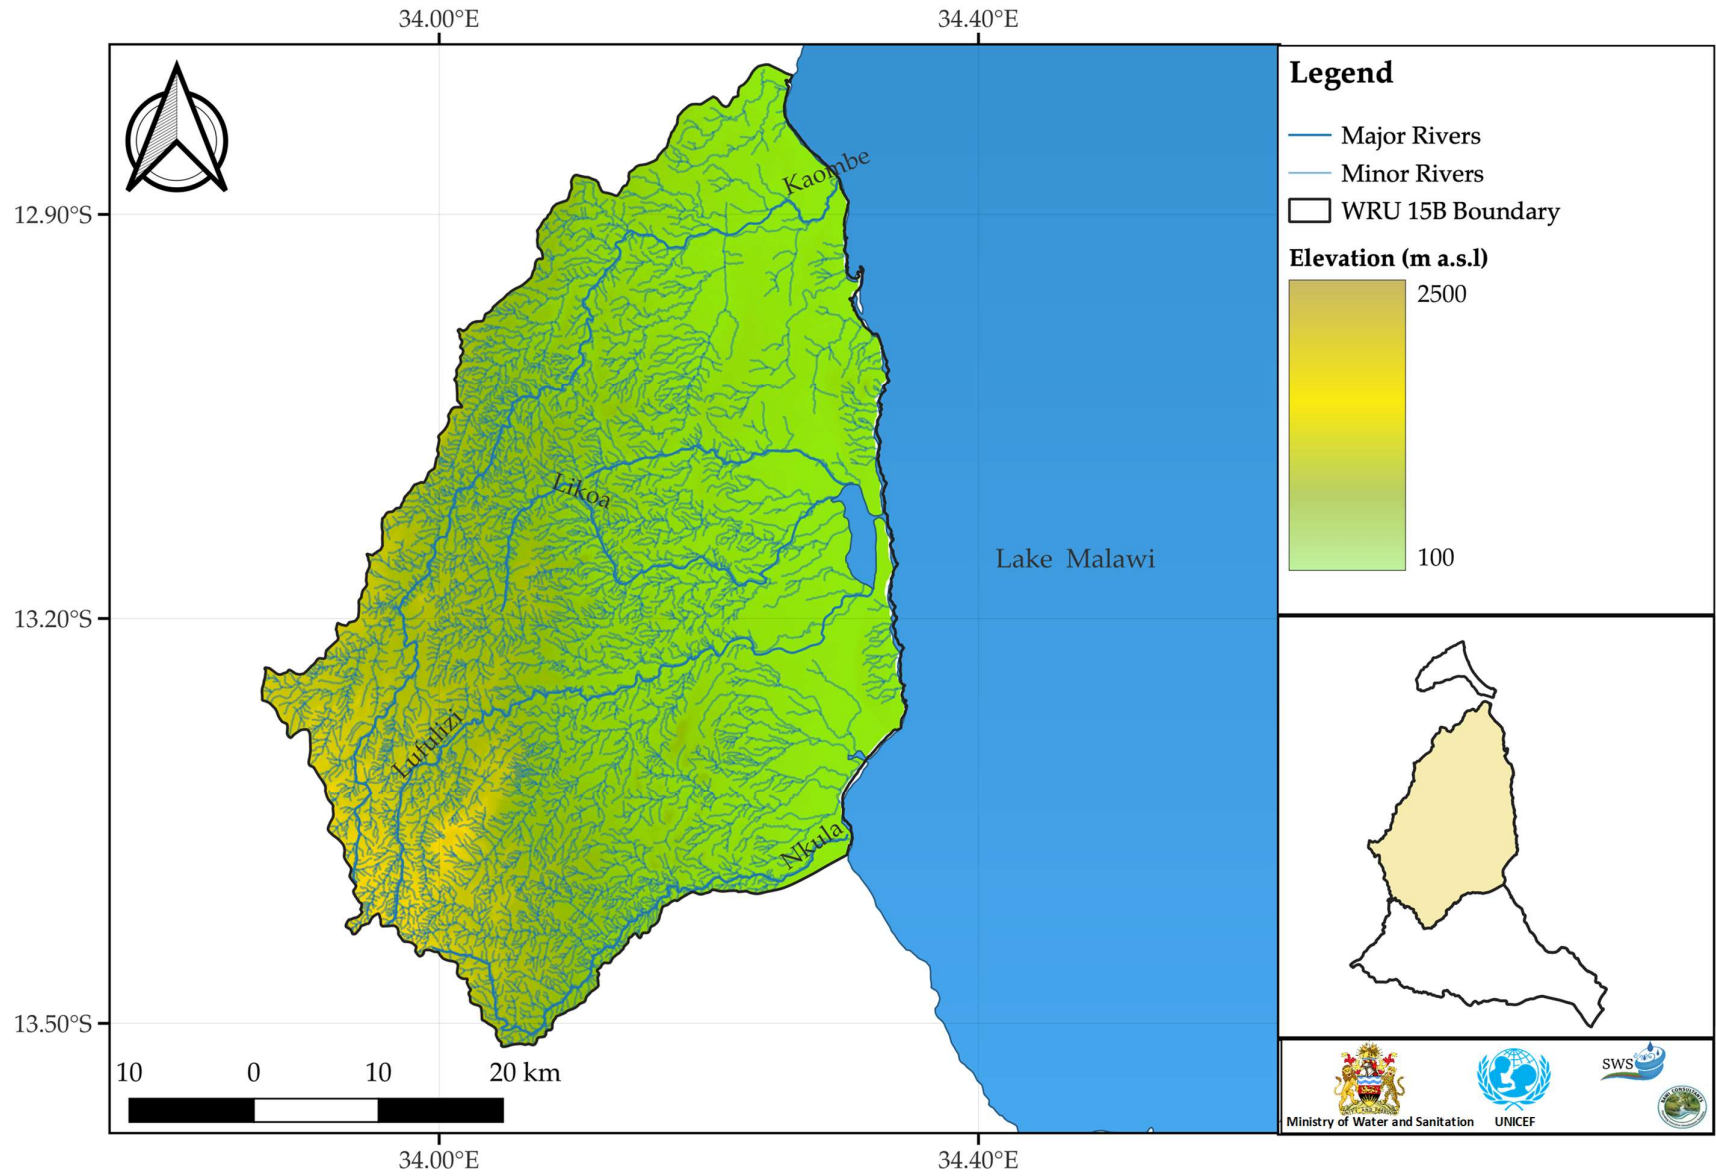 34.00°E
34.40°E
12.90°S
13.20°S
13.50°S
Kaombe
Likoa
Lufulizi
Nkula
Lake Malawi
10 0 10 20 km
34.00°E
34.40°E
Legend
Major Rivers
Minor Rivers
WRU 15B Boundary
Elevation (m a.s.l)
2500
100
Ministry of Water and Sanitation
UNICEF
SWS